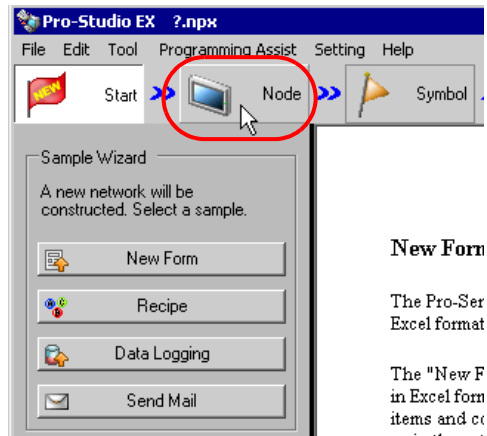 Pro-Studio EX ?.npx
File Edit Tool Programming Assist Setting Help
NEW Start Node Symbol
Sample Wizard
A new network will be
constructed. Select a sample.
New Form
Recipe
Data Logging
Send Mail
New Form
The Pro-Ser
Excel format
The "New F
in Excel form
items and co